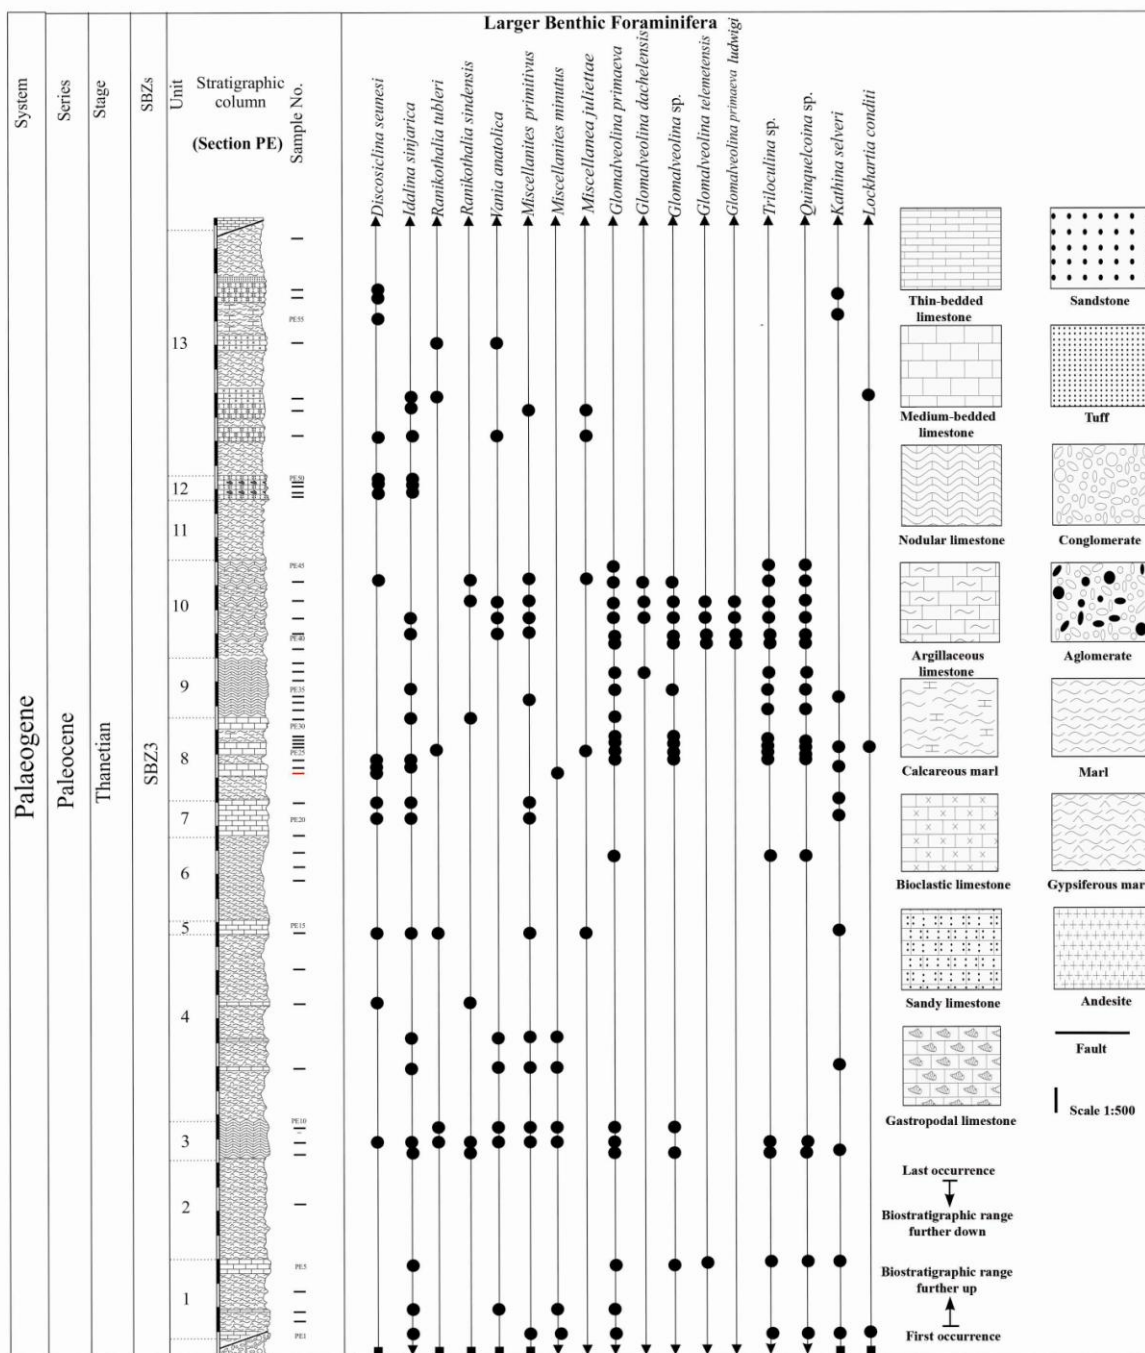 Larger Benthic Foraminifera
System
Series
Stage
SBZs
Unit
Stratigraphic
column
(Section PE)
Sample No.
Discosiclina seunesi
Idalina sinjarica
Ranikothalia tubleri
Ranikothalia sindensis
Vania anatolica
Miscellanites primitivus
Miscellanites minutus
Miscellanea juliettae
Glomalveolina primaeva
Glomalveolina dachelensis
Glomalveolina sp.
Glomalveolina telemetensis
Glomalveolina primaeva ludwigi
Triloculina sp.
Quinquelcoina sp.
Kathina selveri
Lockhartia conditi
Palaeogene
Paleocene
Thanetian
SBZ3
13
12
11
10
9
8
7
6
5
4
3
2
1
PE55
PE50
PE45
PE40
PE35
PE30
PE25
PE20
PE15
PE10
PE5
PE1
Thin-bedded
limestone
Sandstone
Medium-bedded
limestone
Tuff
Nodular limestone
Conglomerate
Argillaceous
limestone
Aglomerate
Calcareous marl
Marl
Bioclastic limestone
Gypsiferous mar
Sandy limestone
Andesite
Gastropodal limestone
Fault
Scale 1:500
Last occurrence
Biostratigraphic range
further down
Biostratigraphic range
further up
First occurrence